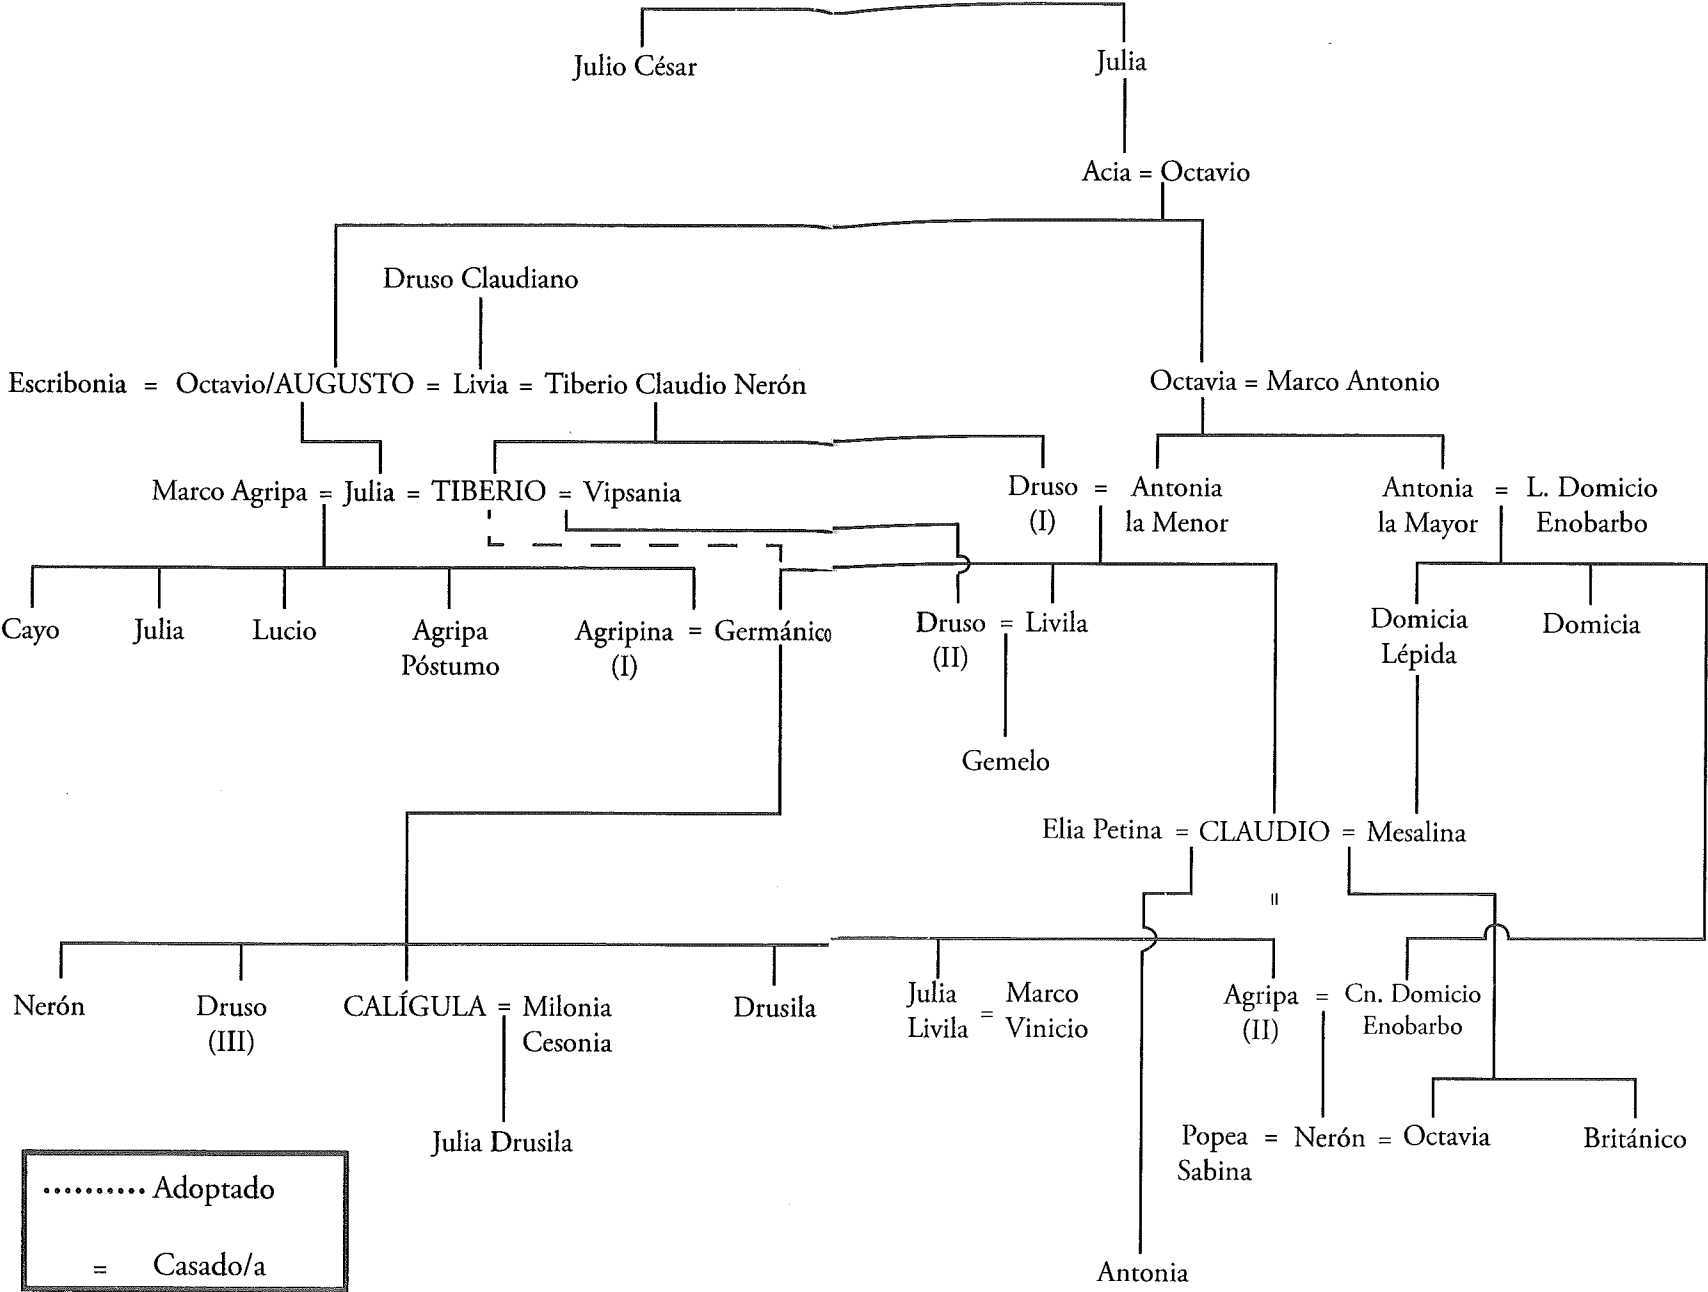 Julio César
Julia
Acia = Octavio
Druso Claudiano
Escribonia = Octavio/AUGUSTO = Livia = Tiberio Claudio Nerón
Octavia = Marco Antonio
Marco Agripa = Julia = TIBERIO = Vipsania
Druso = Antonia
(I) la Menor
Antonia = L. Domicio
la Mayor Enobarbo
Cayo
Julia
Lucio
Agripa
Póstumo
Agripina = Germánico
(I)
Druso = Livila
(II)
Domicia
Lépida
Domicia
Gemelo
Elia Petina = CLAUDIO = Mesalina
=
Nerón
Druso
(III)
CALÍGULA = Milonia
Cesonia
Drusila
Julia
Livila
=
Marco
Vinicio
Agripa = Cn. Domicio
(II) Enobarbo
Julia Drusila
Popea = Nerón = Octavia
Sabina
Británico
Antonia
.......... Adoptado
= Casado/a